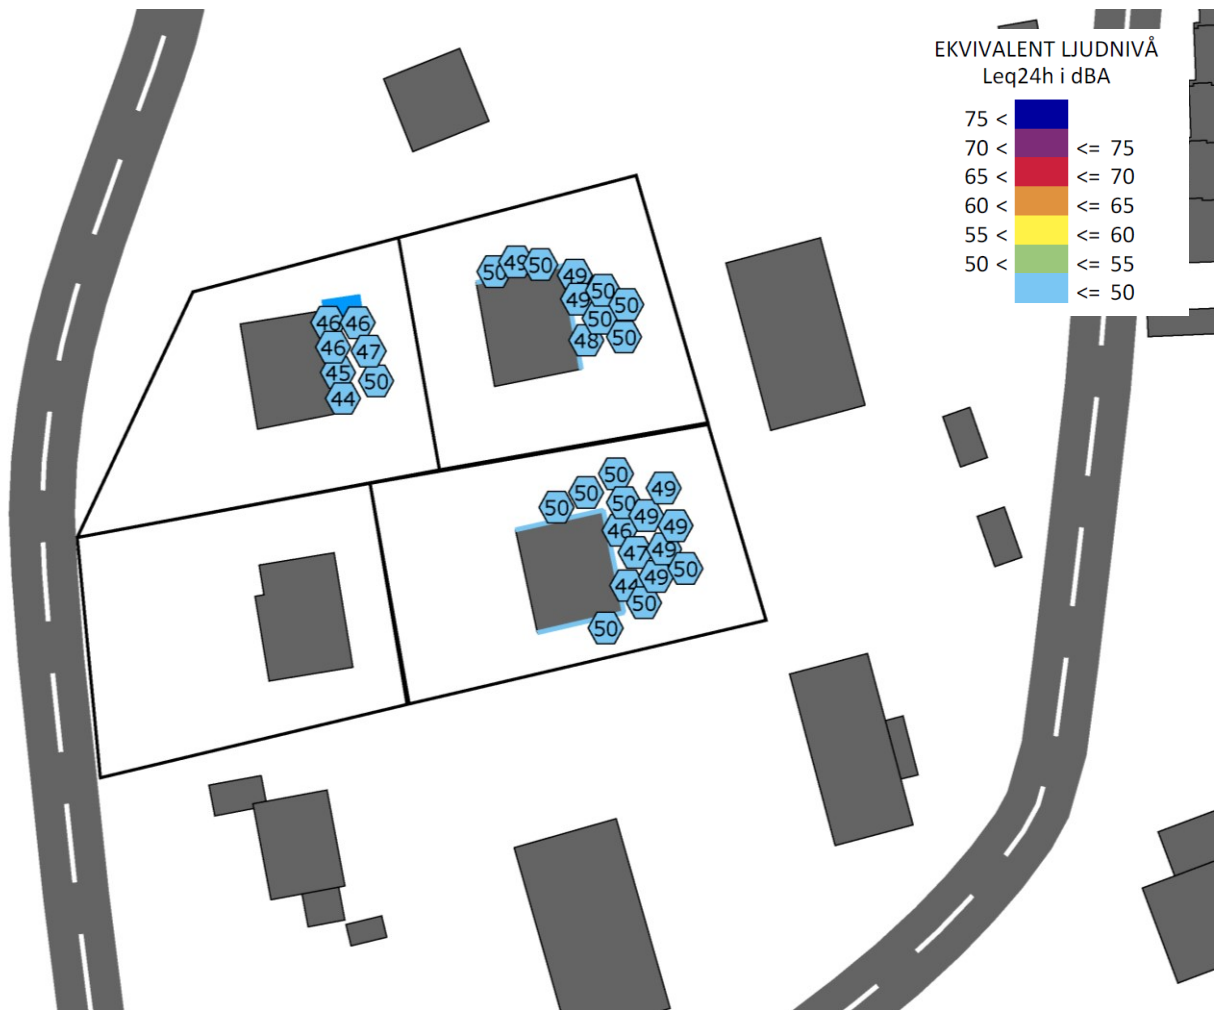 EKVIVALENT LJUDNIVÅ
Leq24h i dBA
75 <
70 < <= 75
65 < <= 70
60 < <= 65
55 < <= 60
50 < <= 55
<= 50
50 49 50
49
49 50 50
50
48 50
46 46
46 47
45 50
44
50
50 50 49
50 49
46 49
47 49
44 49 50
50
50